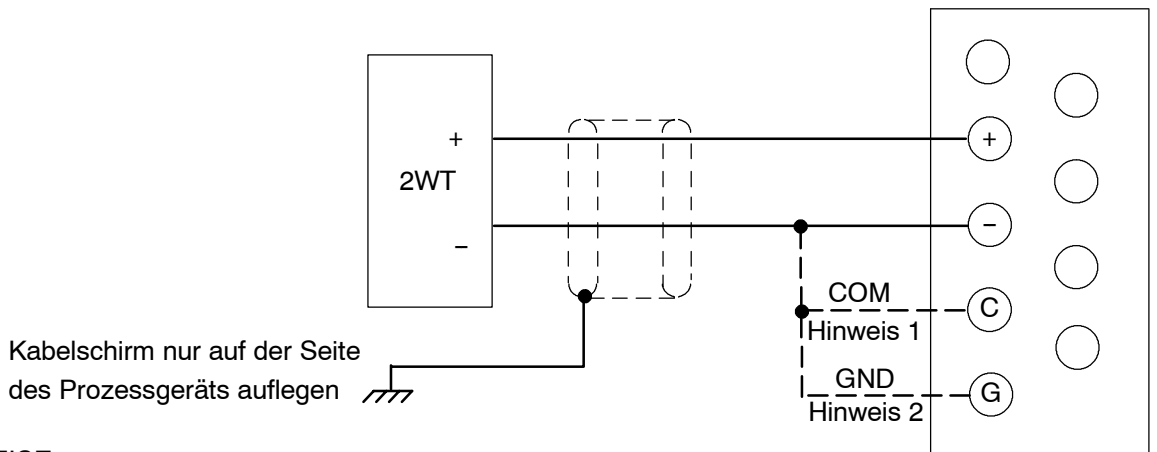 +
+
2WT
−
−
COM
C
Hinweis 1
Kabelschirm nur auf der Seite
des Prozessgeräts auflegen
GND
G
Hinweis 2